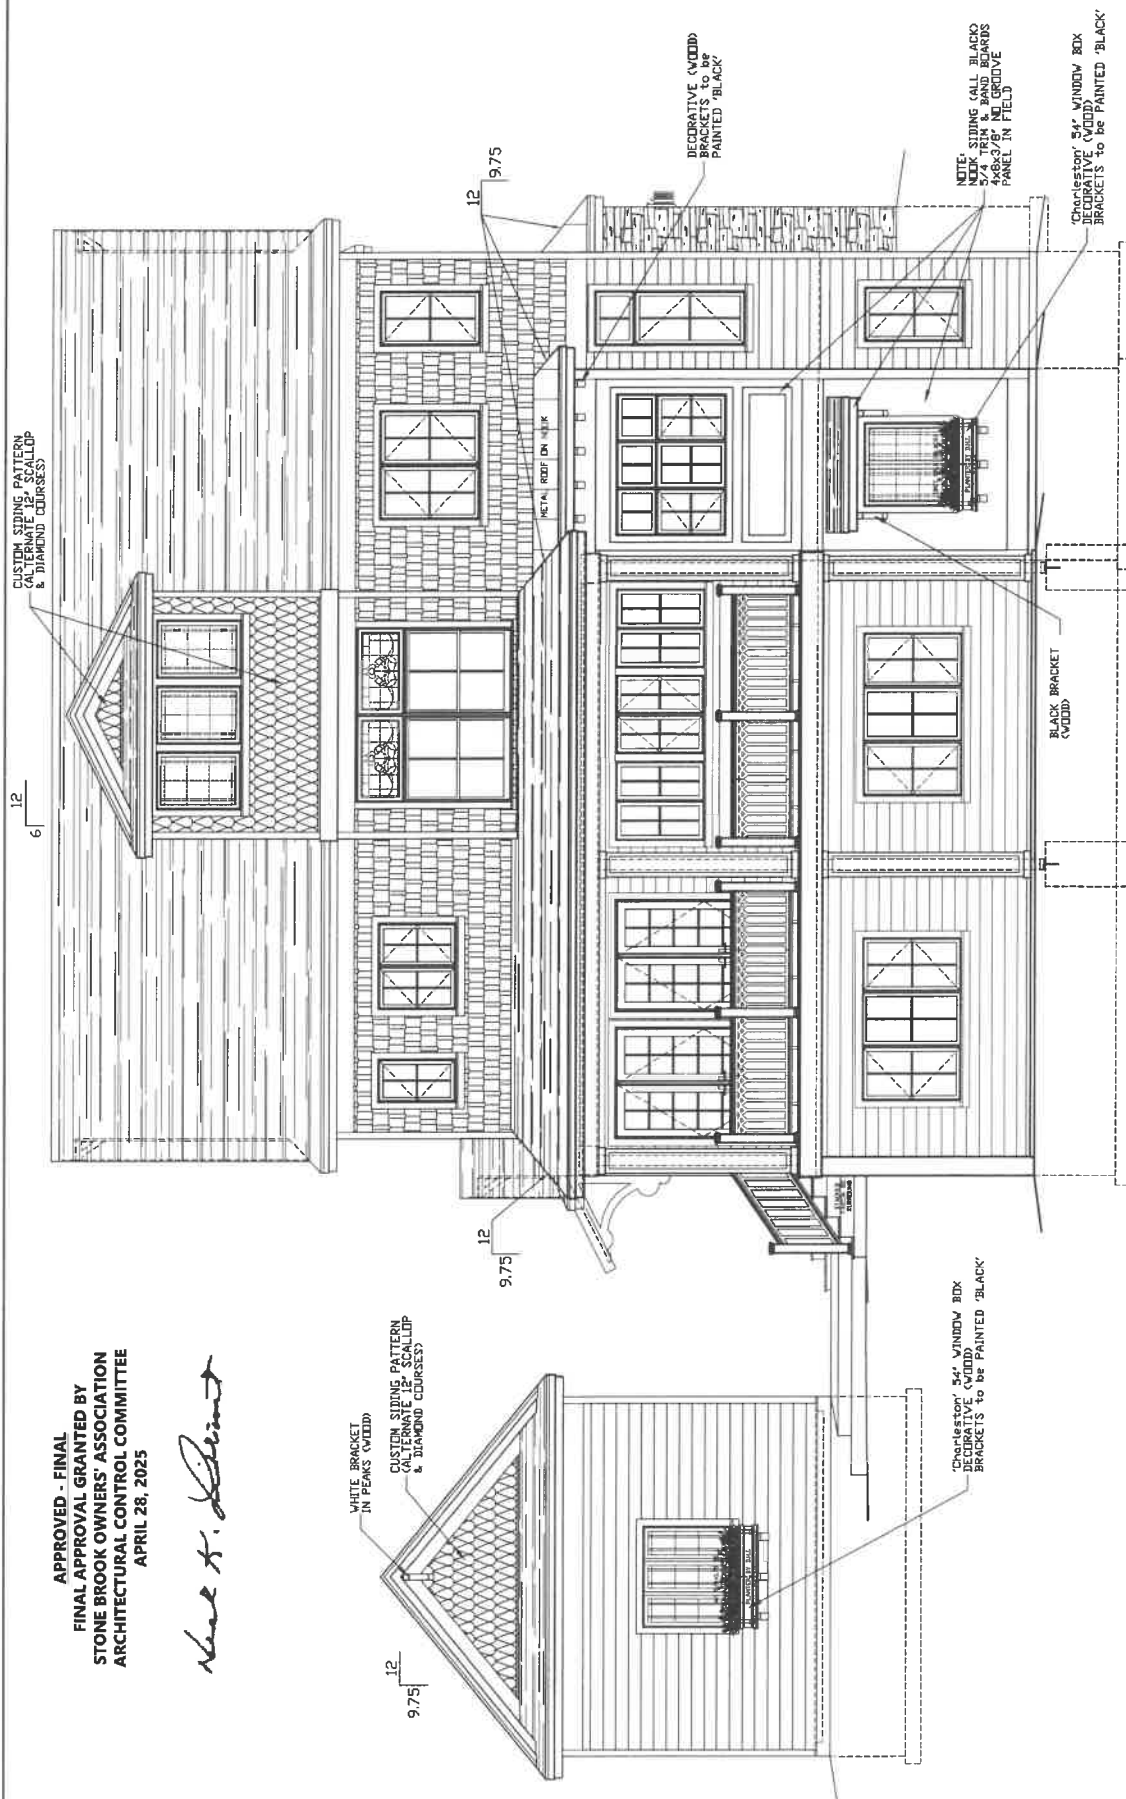 APPROVED - FINAL
FINAL APPROVAL GRANTED BY
STONE BROOK OWNERS' ASSOCIATION
ARCHITECTURAL CONTROL COMMITTEE
APRIL 28, 2025
12
6
CUSTOM SIDING PATTERN
(ALTERNATE 12" SCALLOP
& DIAMOND COURSES)
12
9.75
METAL ROOF ON NOOK
DECORATIVE (WOOD)
BRACKETS to be
PAINTED 'BLACK'
12
9.75
NOTE:
NOOK SIDING (ALL BLACK)
5/4 TRIM & BAND BOARDS
4x8x3/8" NO GROOVE
PANEL IN FIELD
'Charleston' 54" WINDOW BOX
DECORATIVE (WOOD)
BRACKETS to be PAINTED 'BLACK'
BLACK BRACKET
(WOOD)
WHITE BRACKET
IN PEAKS (WOOD)
CUSTOM SIDING PATTERN
(ALTERNATE 12" SCALLOP
& DIAMOND COURSES)
12
9.75
'Charleston' 54" WINDOW BOX
DECORATIVE (WOOD)
BRACKETS to be PAINTED 'BLACK'